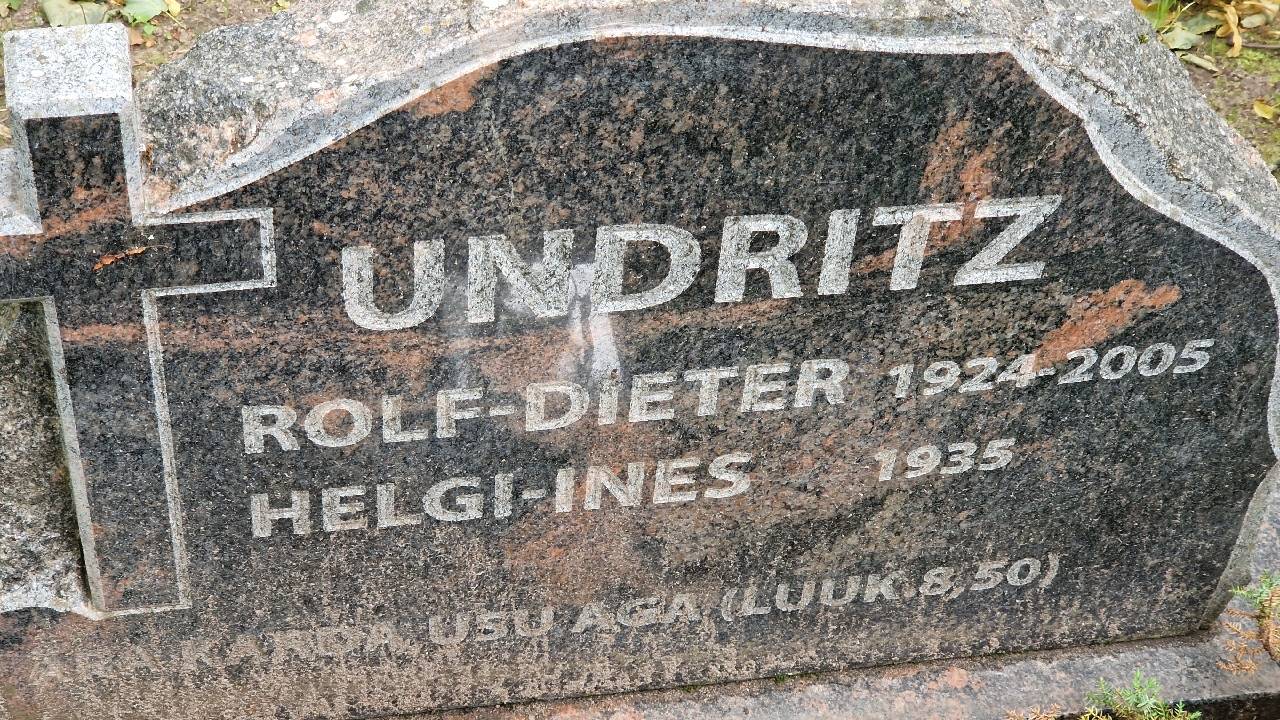 UNDRITZ
ROLF-DIETER 1924-2005
HELGI-INES 1935
USU AGA (LUUK.8,50)